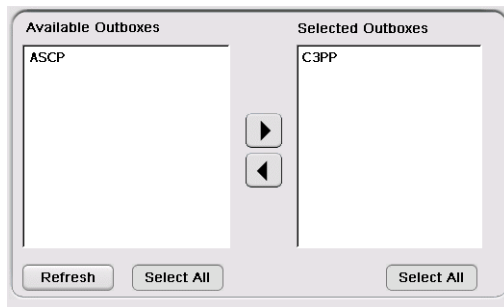 Available Outboxes
Selected Outboxes
ASCP
C3PP
Refresh
Select All
Select All